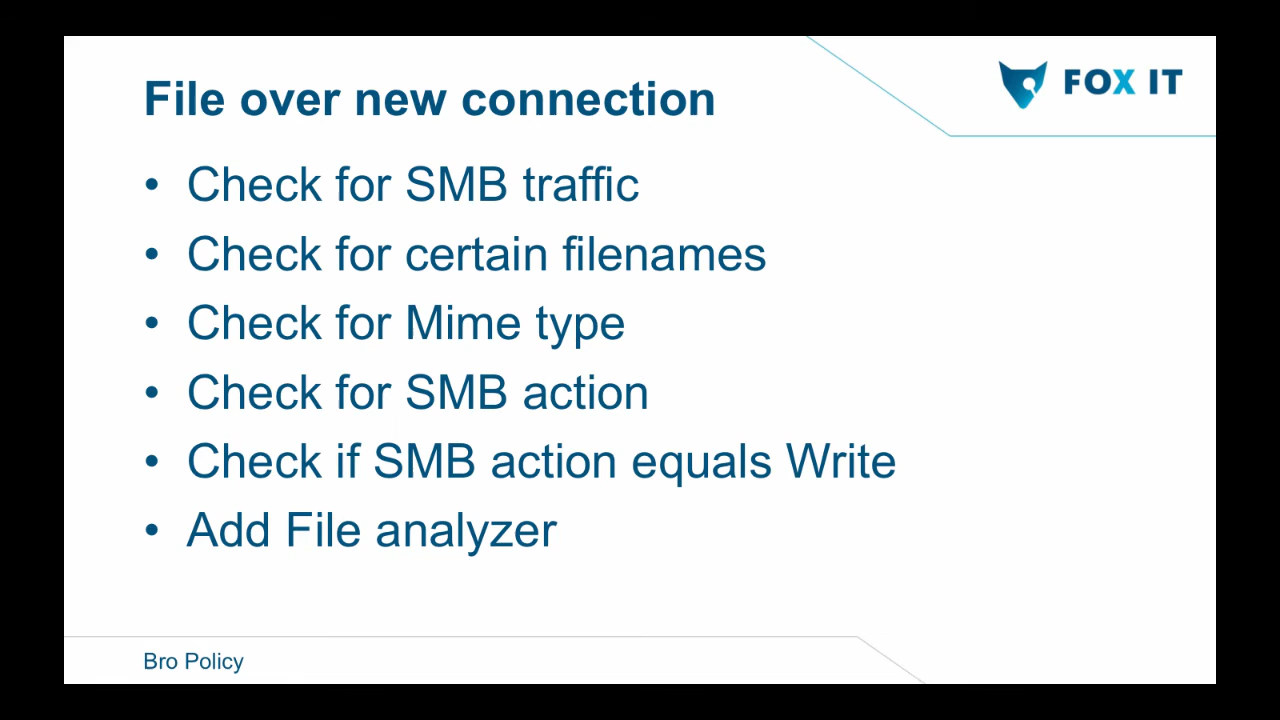 File over new connection
FOX IT
• Check for SMB traffic
• Check for certain filenames
• Check for Mime type
• Check for SMB action
• Check if SMB action equals Write
• Add File analyzer
Bro Policy